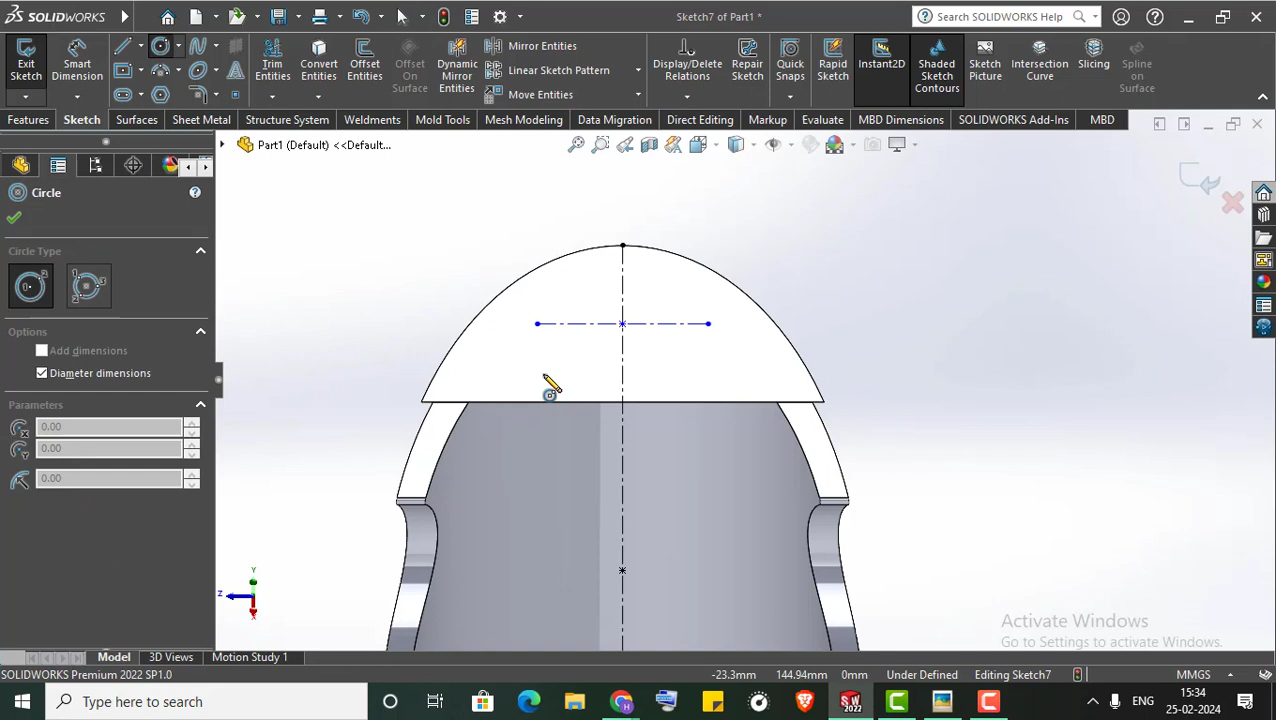 SOLIDWORKS
Sketch7 of Part1 *
Search SOLIDWORKS Help
Exit Sketch
Smart Dimension
Trim Entities
Convert Entities
Offset Entities
Offset On Surface
Dynamic Mirror Entities
Mirror Entities
Linear Sketch Pattern
Move Entities
Display/Delete Relations
Repair Sketch
Quick Snaps
Rapid Sketch
Instant2D
Shaded Sketch Contours
Sketch Picture
Intersection Curve
Slicing
Spline on Surface
Features
Sketch
Surfaces
Sheet Metal
Structure System
Weldments
Mold Tools
Mesh Modeling
Data Migration
Direct Editing
Markup
Evaluate
MBD Dimensions
SOLIDWORKS Add-Ins
MBD
Part1 (Default) <<Default...
Circle
Circle Type
Options
Add dimensions
Diameter dimensions
Parameters
0.00
0.00
0.00
Y
Z
X
Activate Windows
Go to Settings to activate Windows.
Model
3D Views
Motion Study 1
SOLIDWORKS Premium 2022 SP1.0
-23.3mm
144.94mm
0mm
Under Defined
Editing Sketch7
MMGS
Type here to search
ENG
15:34
25-02-2024